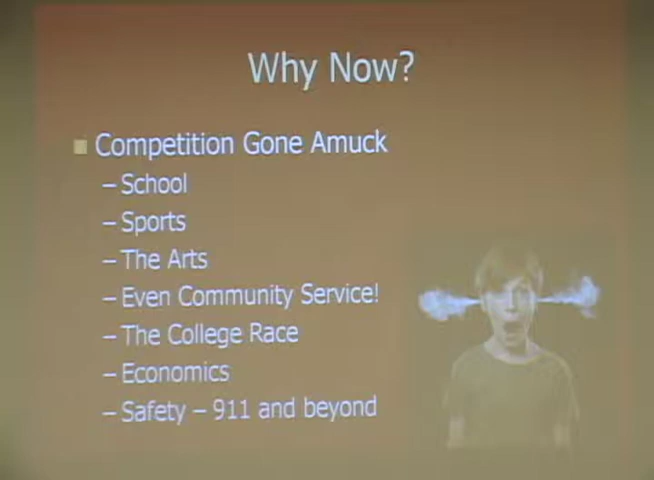 Why Now?
Competition Gone Amuck
– School
– Sports
– The Arts
– Even Community Service!
– The College Race
– Economics
– Safety – 911 and beyond